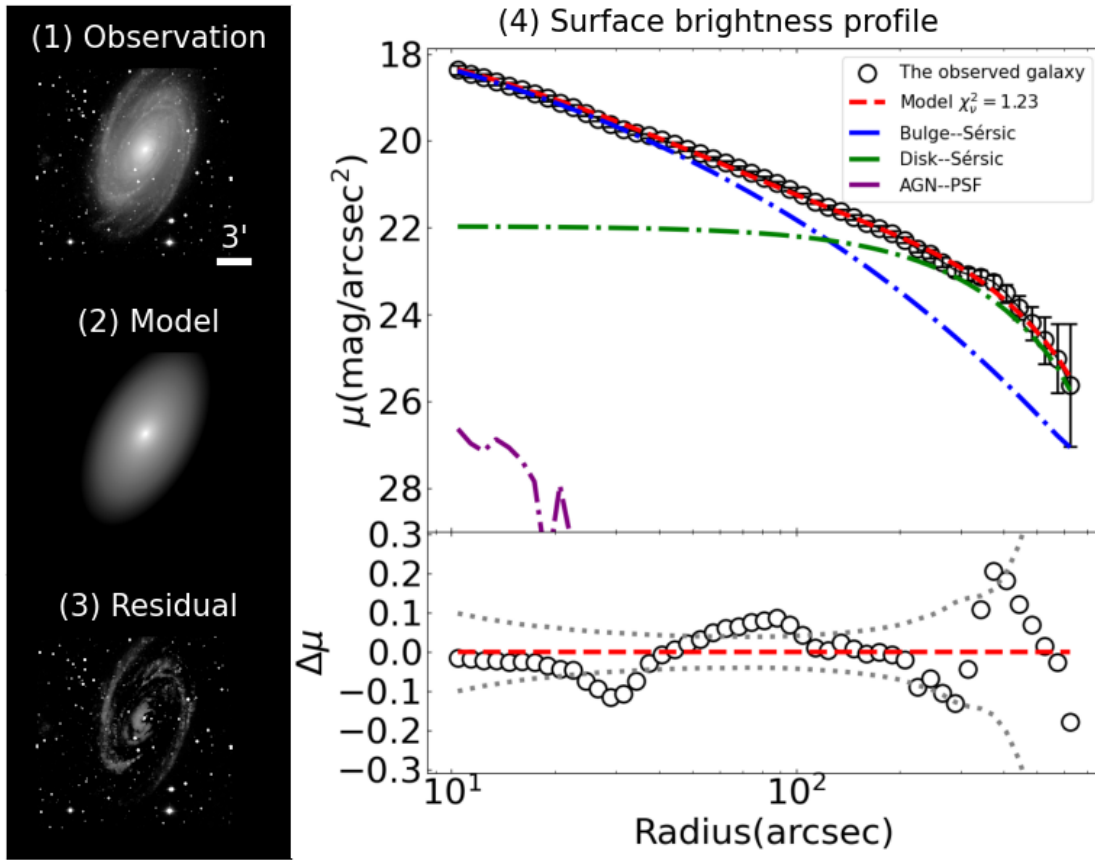 (1) Observation
3'
(2) Model
(3) Residual
(4) Surface brightness profile
The observed galaxy
Model χ²ᵥ = 1.23
Bulge--Sérsic
Disk--Sérsic
AGN--PSF
μ(mag/arcsec²)
18
20
22
24
26
28
Δμ
0.3
0.2
0.1
0.0
−0.1
−0.2
−0.3
10¹
10²
Radius(arcsec)